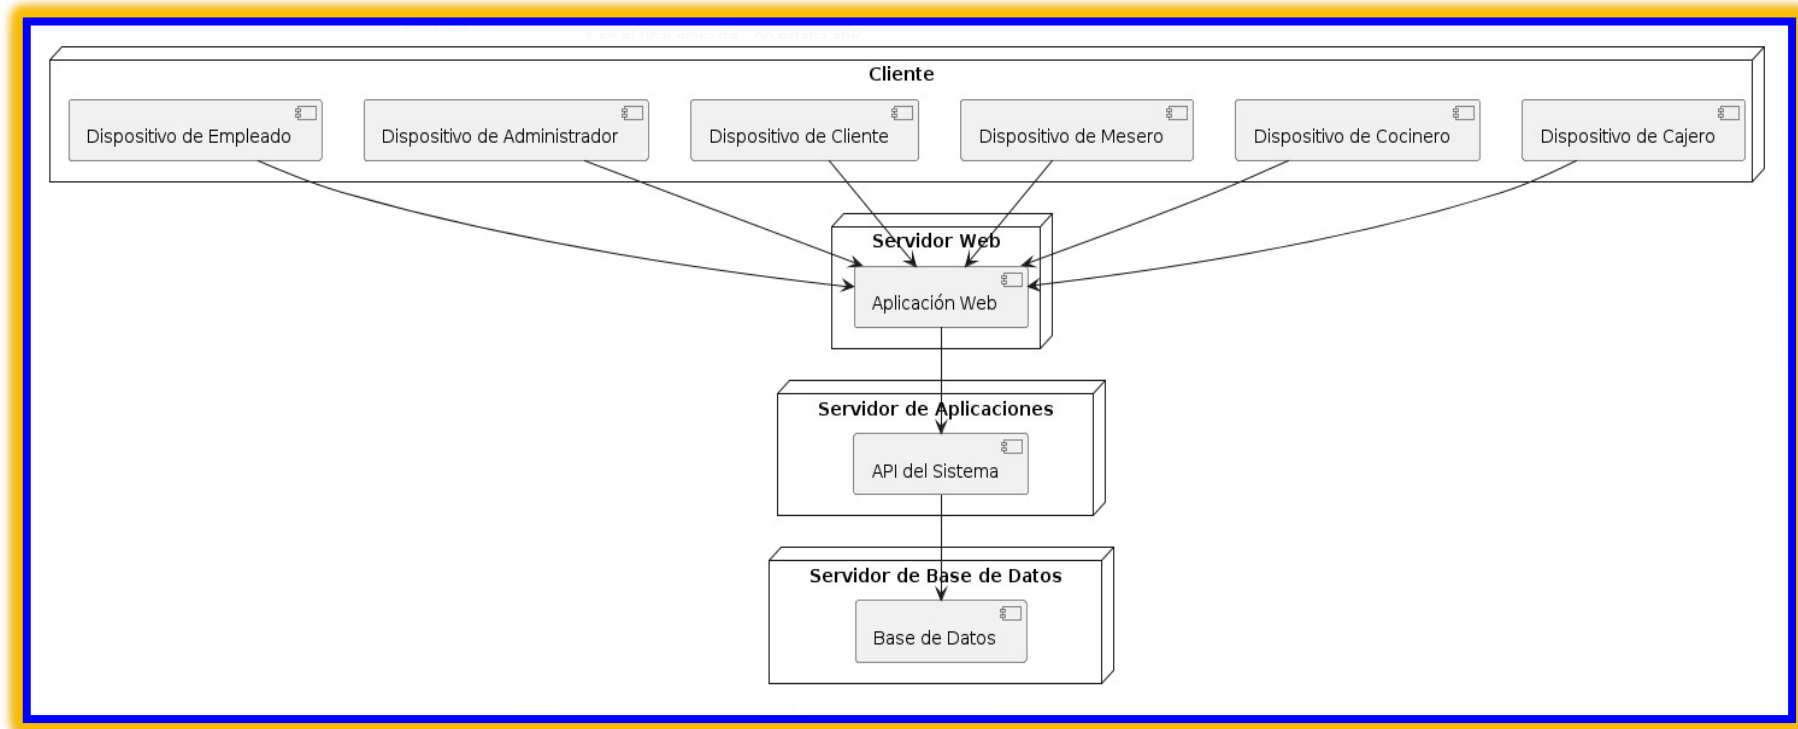 Cliente
Dispositivo de Empleado
Dispositivo de Administrador
Dispositivo de Cliente
Dispositivo de Mesero
Dispositivo de Cocinero
Dispositivo de Cajero
Servidor Web
Aplicación Web
Servidor de Aplicaciones
API del Sistema
Servidor de Base de Datos
Base de Datos